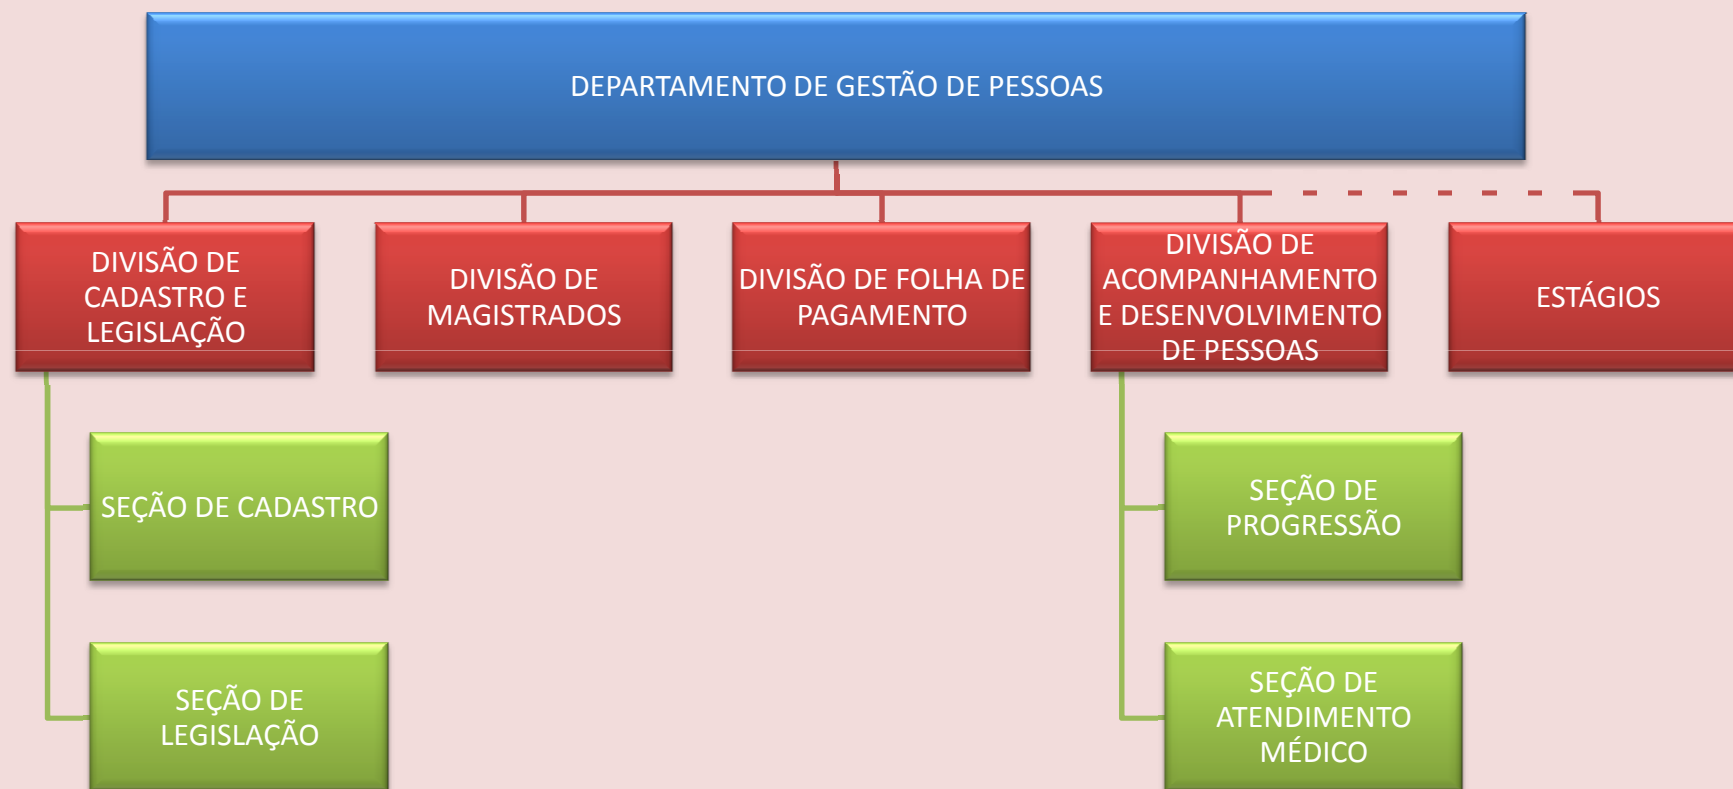 DEPARTAMENTO DE GESTÃO DE PESSOAS
DIVISÃO DE
CADASTRO E
LEGISLAÇÃO
DIVISÃO DE
MAGISTRADOS
DIVISÃO DE FOLHA DE
PAGAMENTO
DIVISÃO DE
ACOMPANHAMENTO
E DESENVOLVIMENTO
DE PESSOAS
ESTÁGIOS
SEÇÃO DE CADASTRO
SEÇÃO DE
PROGRESSÃO
SEÇÃO DE
LEGISLAÇÃO
SEÇÃO DE
ATENDIMENTO
MÉDICO